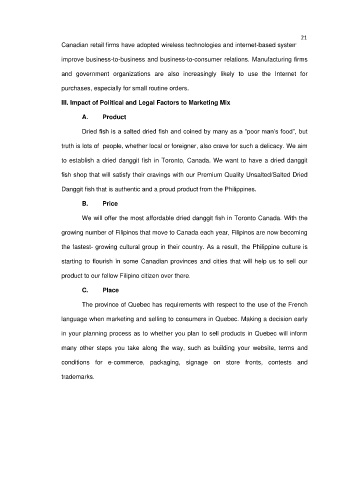 21
Canadian retail firms have adopted wireless technologies and internet-based system
improve business-to-business and business-to-consumer relations. Manufacturing firms
and government organizations are also increasingly likely to use the Internet for
purchases, especially for small routine orders.
III. Impact of Political and Legal Factors to Marketing Mix
A. Product
Dried fish is a salted dried fish and coined by many as a "poor man's food", but
truth is lots of people, whether local or foreigner, also crave for such a delicacy. We aim
to establish a dried danggit fish in Toronto, Canada. We want to have a dried danggit
fish shop that will satisfy their cravings with our Premium Quality Unsalted/Salted Dried
Danggit fish that is authentic and a proud product from the Philippines.
B. Price
We will offer the most affordable dried danggit fish in Toronto Canada. With the
growing number of Filipinos that move to Canada each year, Filipinos are now becoming
the fastest- growing cultural group in their country. As a result, the Philippine culture is
starting to flourish in some Canadian provinces and cities that will help us to sell our
product to our fellow Filipino citizen over there.
C. Place
The province of Quebec has requirements with respect to the use of the French
language when marketing and selling to consumers in Quebec. Making a decision early
in your planning process as to whether you plan to sell products in Quebec will inform
many other steps you take along the way, such as building your website, terms and
conditions for e-commerce, packaging, signage on store fronts, contests and
trademarks.